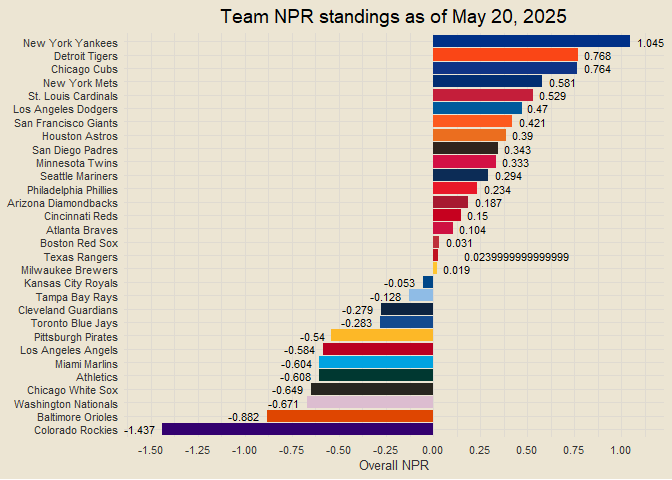 Team NPR standings as of May 20, 2025
New York Yankees 1.045
Detroit Tigers 0.768
Chicago Cubs 0.764
New York Mets 0.581
St. Louis Cardinals 0.529
Los Angeles Dodgers 0.47
San Francisco Giants 0.421
Houston Astros 0.39
San Diego Padres 0.343
Minnesota Twins 0.333
Seattle Mariners 0.294
Philadelphia Phillies 0.234
Arizona Diamondbacks 0.187
Cincinnati Reds 0.15
Atlanta Braves 0.104
Boston Red Sox 0.031
Texas Rangers 0.0239999999999999
Milwaukee Brewers 0.019
Kansas City Royals -0.053
Tampa Bay Rays -0.128
Cleveland Guardians -0.279
Toronto Blue Jays -0.283
Pittsburgh Pirates -0.54
Los Angeles Angels -0.584
Miami Marlins -0.604
Athletics -0.608
Chicago White Sox -0.649
Washington Nationals -0.671
Baltimore Orioles -0.882
Colorado Rockies -1.437
-1.50 -1.25 -1.00 -0.75 -0.50 -0.25 0.00 0.25 0.50 0.75 1.00
Overall NPR